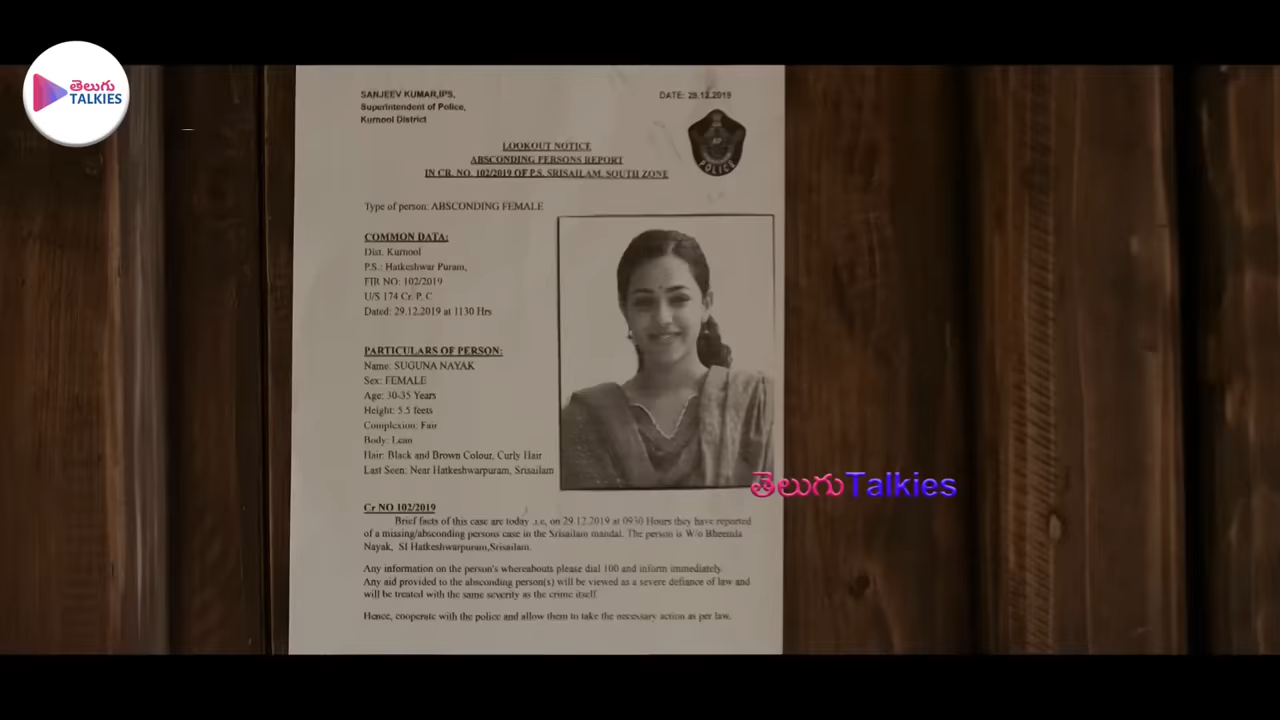 తెలుగు
TALKIES
SANJEEV KUMAR,IPS,
Superintendent of Police,
Kurnool District
DATE: 29.12.2019
AP
POLICE
LOOKOUT NOTICE
ABSCONDING PERSONS REPORT
IN CR. NO. 102/2019 OF P.S. SRISAILAM, SOUTH ZONE
Type of person: ABSCONDING FEMALE
COMMON DATA:
Dist. Kurnool
P.S.: Hatkeshwar Puram,
FIR NO: 102/2019
U/S 174 Cr. P. C
Dated: 29.12.2019 at 1130 Hrs
PARTICULARS OF PERSON:
Name: SUGUNA NAYAK
Sex: FEMALE
Age: 30-35 Years
Height: 5.5 feets
Complexion: Fair
Body: Lean
Hair: Black and Brown Colour, Curly Hair
Last Seen: Near Hatkeshwarpuram, Srisailam
తెలుగుTalkies
Cr NO 102/2019
Brief facts of this case are today .i.e, on 29.12.2019 at 0930 Hours they have reported
of a missing/absconding persons case in the Srisailam mandal. The person is W/o Bheemla
Nayak, SI Hatkeshwarpuram,Srisailam.
Any information on the person's whereabouts please dial 100 and inform immediately.
Any aid provided to the absconding person(s) will be viewed as a severe defiance of law and
will be treated with the same severity as the crime itself.
Hence, cooperate with the police and allow them to take the necessary action as per law.